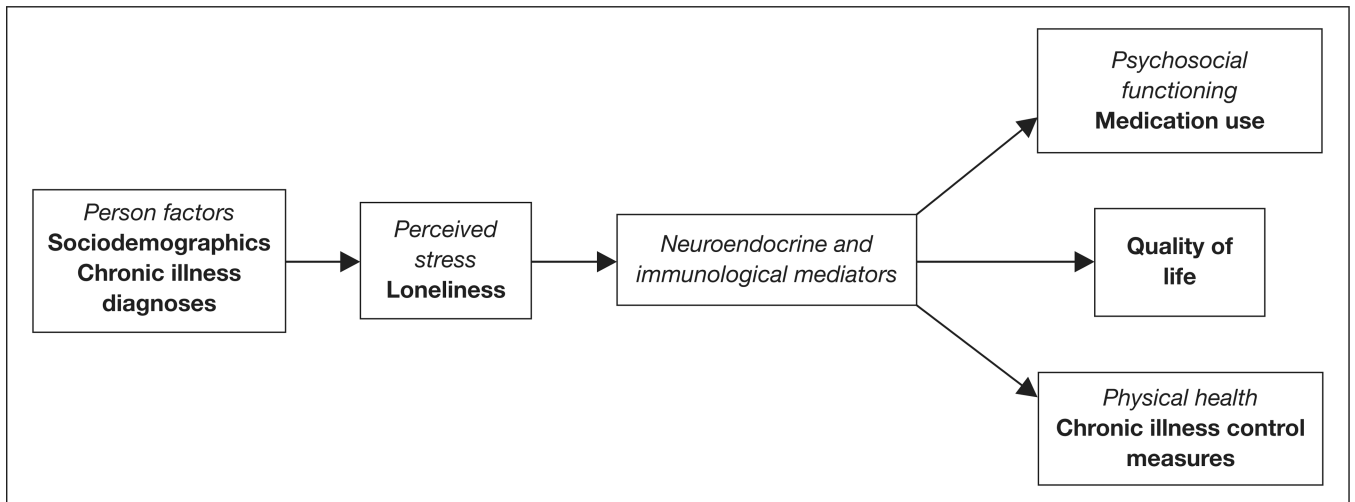 Person factors
Sociodemographics
Chronic illness
diagnoses
Perceived
stress
Loneliness
Neuroendocrine and
immunological mediators
Psychosocial
functioning
Medication use
Quality of
life
Physical health
Chronic illness control
measures